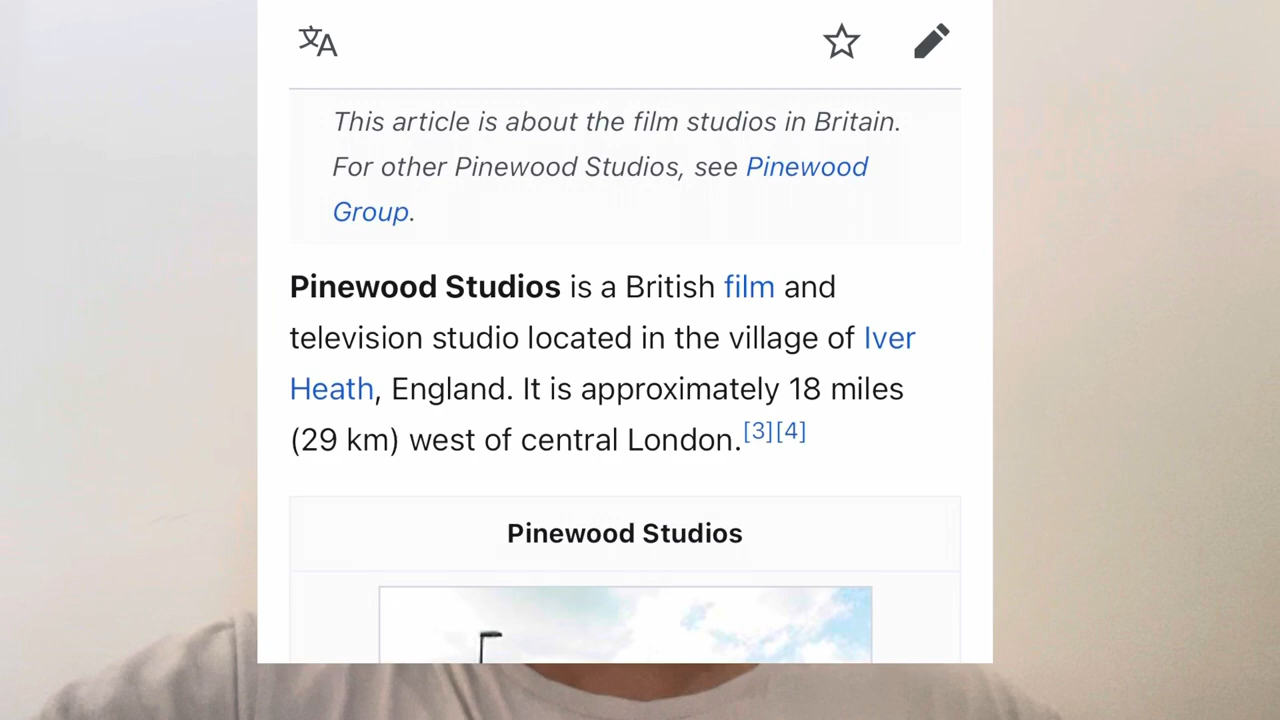 This article is about the film studios in Britain.
For other Pinewood Studios, see Pinewood
Group.
Pinewood Studios is a British film and
television studio located in the village of Iver
Heath, England. It is approximately 18 miles
(29 km) west of central London.[3][4]
Pinewood Studios